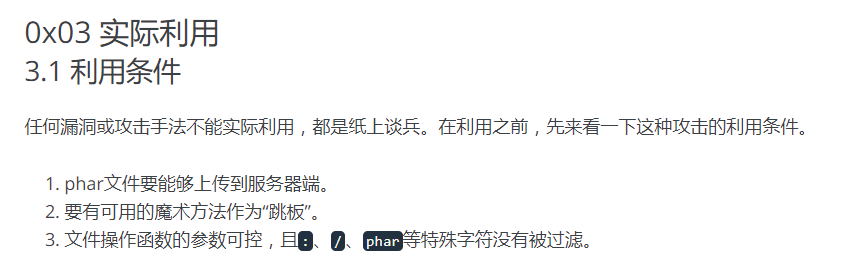 0x03 实际利用
3.1 利用条件
任何漏洞或攻击手法不能实际利用，都是纸上谈兵。在利用之前，先来看一下这种攻击的利用条件。
1. phar文件要能够上传到服务器端。
2. 要有可用的魔术方法作为“跳板”。
3. 文件操作函数的参数可控，且:、/、phar等特殊字符没有被过滤。